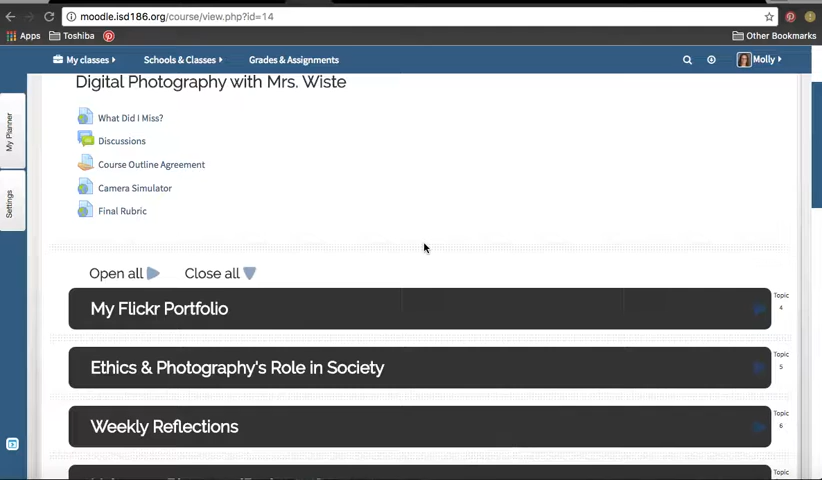 moodle.isd186.org/course/view.php?id=14
Apps Toshiba Other Bookmarks
My classes Schools & Classes Grades & Assignments Molly
My Planner
Settings
Digital Photography with Mrs. Wiste
What Did I Miss?
Discussions
Course Outline Agreement
Camera Simulator
Final Rubric
Open all Close all
My Flickr Portfolio
Topic
4
Ethics & Photography's Role in Society
Topic
5
Weekly Reflections
Topic
6